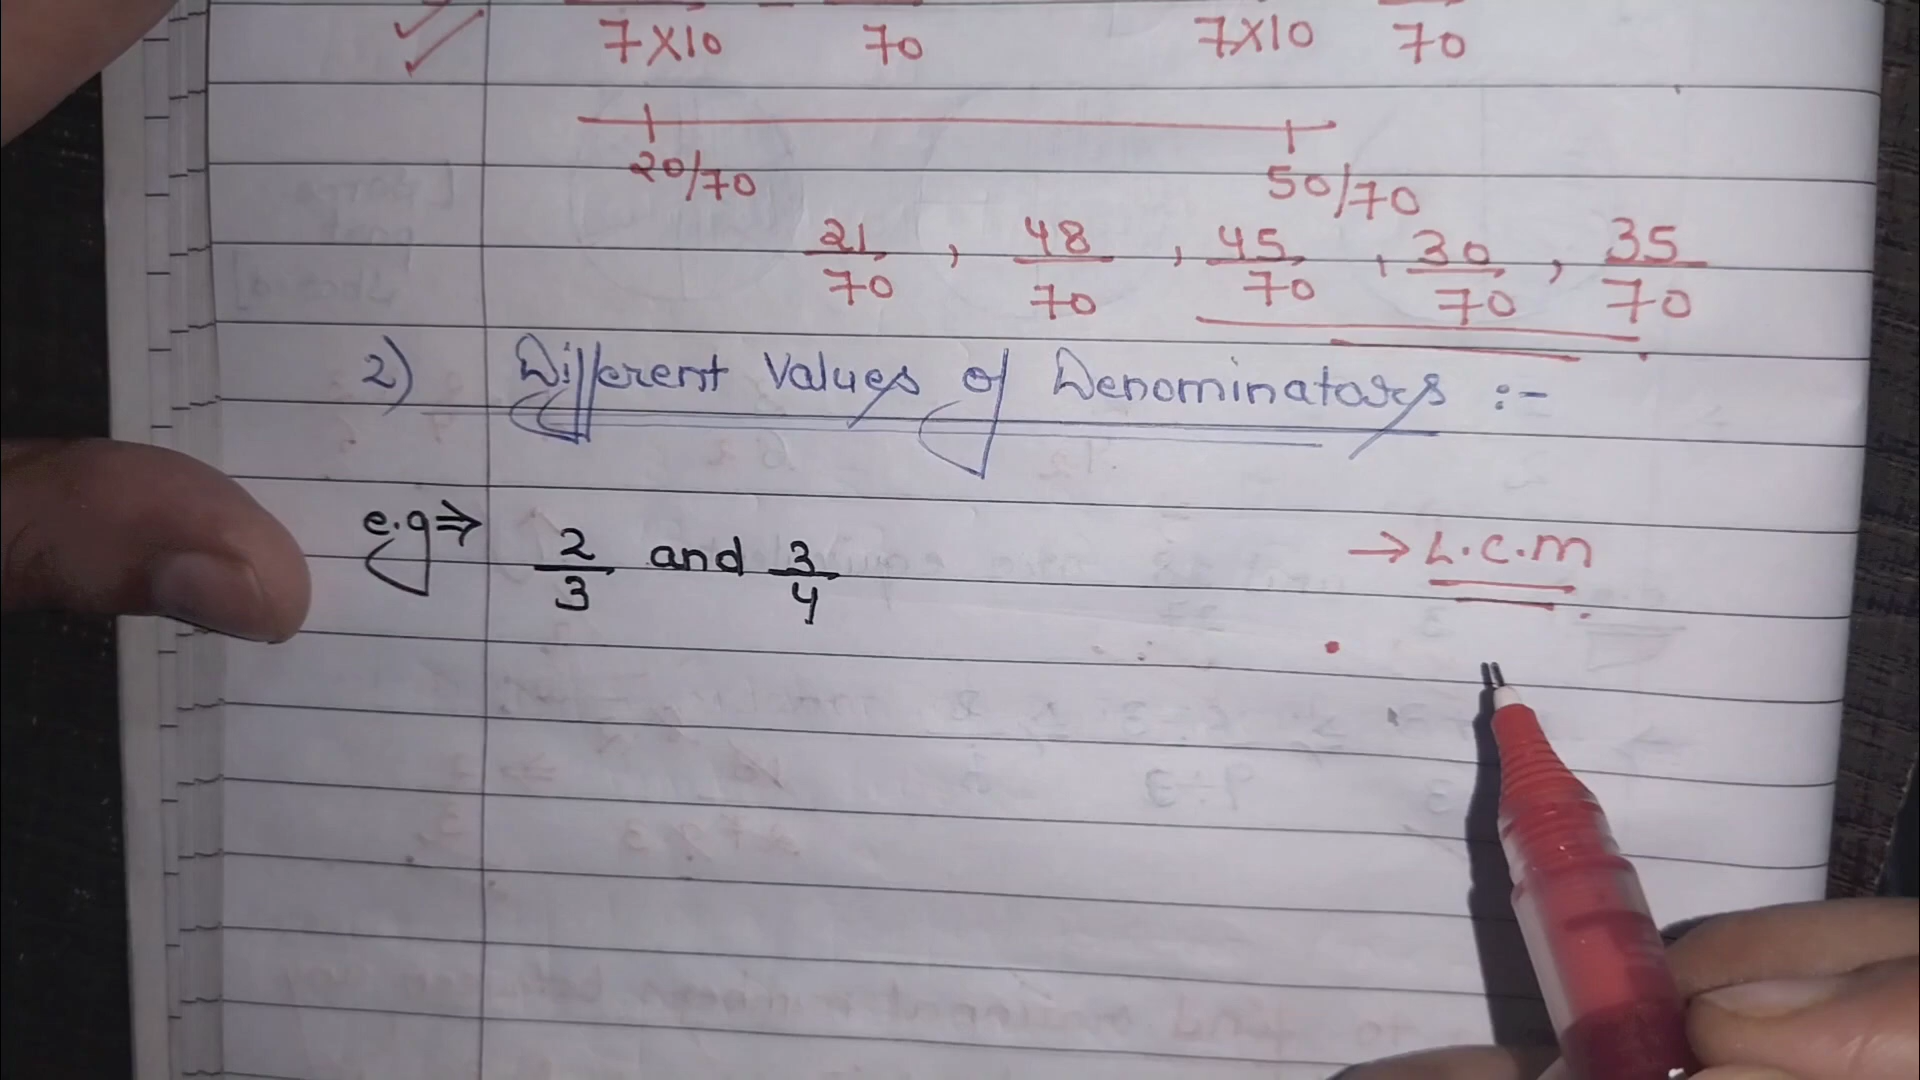 7×10 = 70 7×10 70
20/70 50/70
21/70 , 48/70 , 45/70 , 30/70 , 35/70
2) Different Values of Denominators :-
e.g ⇒ 2/3 and 3/4 → L.C.M